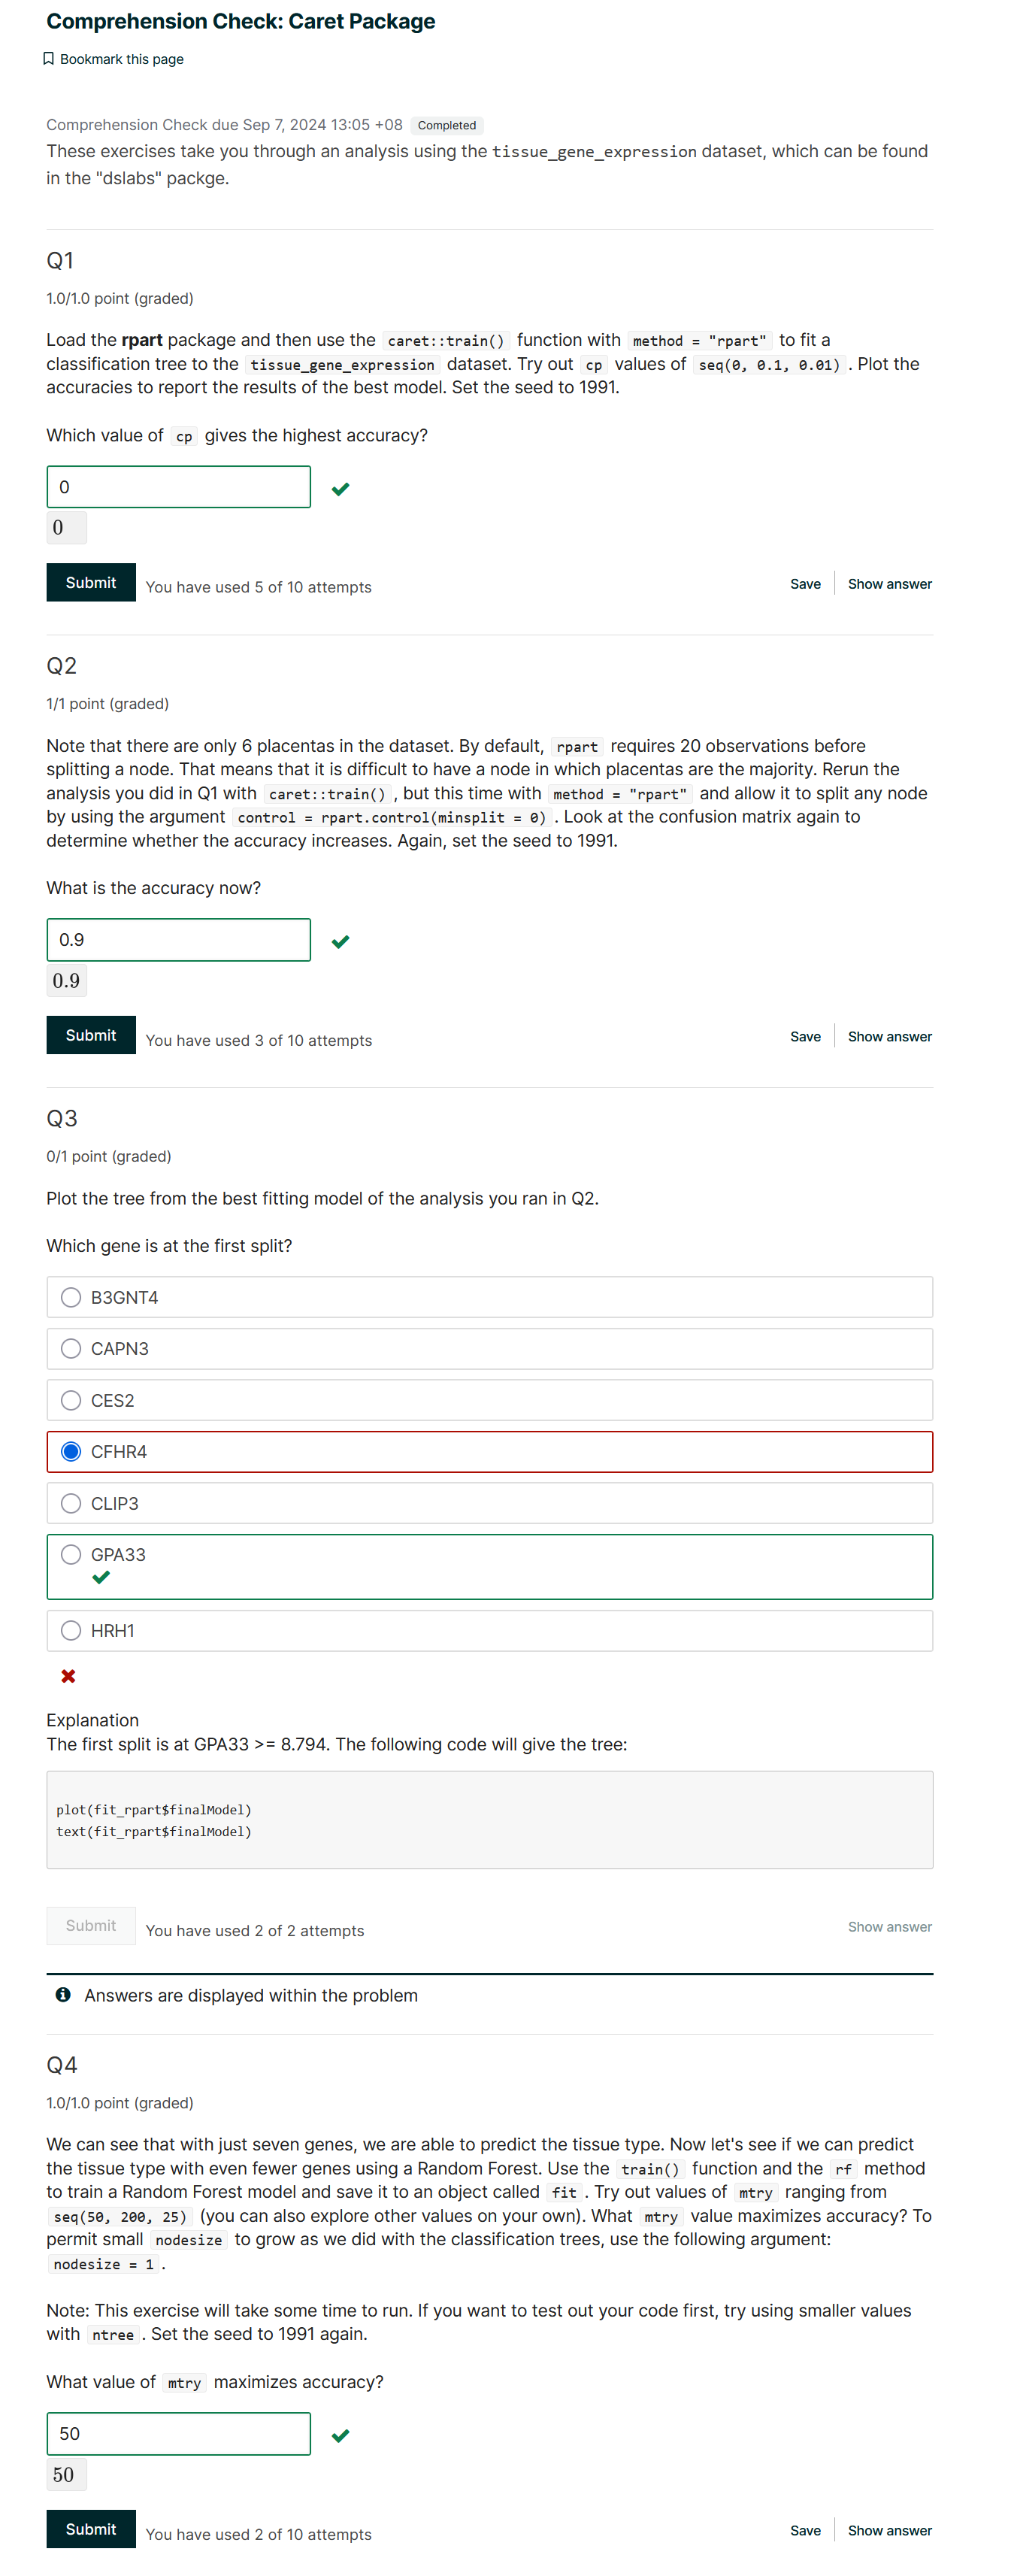 Comprehension Check: Caret Package
Bookmark this page
Comprehension Check due Sep 7, 2024 13:05 +08 Completed
These exercises take you through an analysis using the tissue_gene_expression dataset, which can be found
in the "dslabs" packge.
Q1
1.0/1.0 point (graded)
Load the rpart package and then use the caret::train() function with method = "rpart" to fit a
classification tree to the tissue_gene_expression dataset. Try out cp values of seq(0, 0.1, 0.01). Plot the
accuracies to report the results of the best model. Set the seed to 1991.
Which value of cp gives the highest accuracy?
0
0
Submit You have used 5 of 10 attempts Save Show answer
Q2
1/1 point (graded)
Note that there are only 6 placentas in the dataset. By default, rpart requires 20 observations before
splitting a node. That means that it is difficult to have a node in which placentas are the majority. Rerun the
analysis you did in Q1 with caret::train(), but this time with method = "rpart" and allow it to split any node
by using the argument control = rpart.control(minsplit = 0). Look at the confusion matrix again to
determine whether the accuracy increases. Again, set the seed to 1991.
What is the accuracy now?
0.9
0.9
Submit You have used 3 of 10 attempts Save Show answer
Q3
0/1 point (graded)
Plot the tree from the best fitting model of the analysis you ran in Q2.
Which gene is at the first split?
B3GNT4
CAPN3
CES2
CFHR4
CLIP3
GPA33
HRH1
Explanation
The first split is at GPA33 >= 8.794. The following code will give the tree:
plot(fit_rpart$finalModel)
text(fit_rpart$finalModel)
Submit You have used 2 of 2 attempts Show answer
Answers are displayed within the problem
Q4
1.0/1.0 point (graded)
We can see that with just seven genes, we are able to predict the tissue type. Now let's see if we can predict
the tissue type with even fewer genes using a Random Forest. Use the train() function and the rf method
to train a Random Forest model and save it to an object called fit. Try out values of mtry ranging from
seq(50, 200, 25) (you can also explore other values on your own). What mtry value maximizes accuracy? To
permit small nodesize to grow as we did with the classification trees, use the following argument:
nodesize = 1.
Note: This exercise will take some time to run. If you want to test out your code first, try using smaller values
with ntree. Set the seed to 1991 again.
What value of mtry maximizes accuracy?
50
50
Submit You have used 2 of 10 attempts Save Show answer